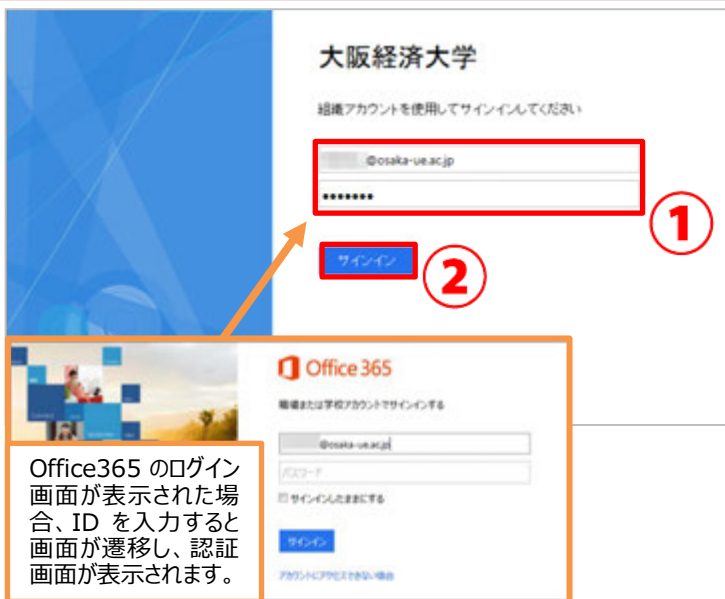 大阪経済大学
組織アカウントを使用してサインインしてください
@osaka-ue.ac.jp
•••••••
①
サインイン
②
Office 365
職場または学校アカウントでサインインする
@osaka-ue.ac.jp
パスワード
サインインしたままにする
サインイン
アカウントにアクセスできない場合
Office365 のログイン
画面が表示された場
合、ID を入力すると
画面が遷移し、認証
画面が表示されます。